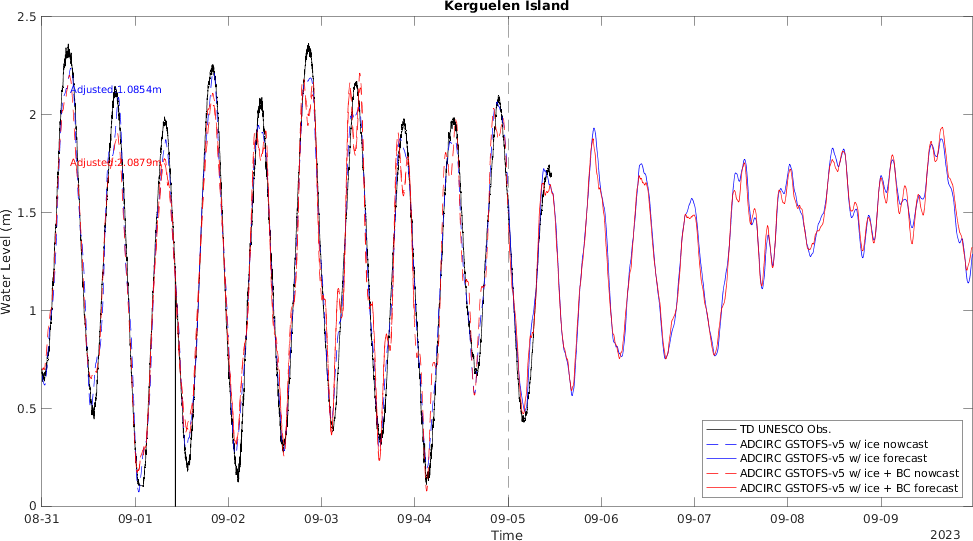 Kerguelen Island
2.5
2
1.5
1
0.5
0
Water Level (m)
Adjusted:1.0854m
Adjusted:2.0879m
TD UNESCO Obs.
ADCIRC GSTOFS-v5 w/ ice nowcast
ADCIRC GSTOFS-v5 w/ ice forecast
ADCIRC GSTOFS-v5 w/ ice + BC nowcast
ADCIRC GSTOFS-v5 w/ ice + BC forecast
08-31 09-01 09-02 09-03 09-04 09-05 09-06 09-07 09-08 09-09
Time
2023